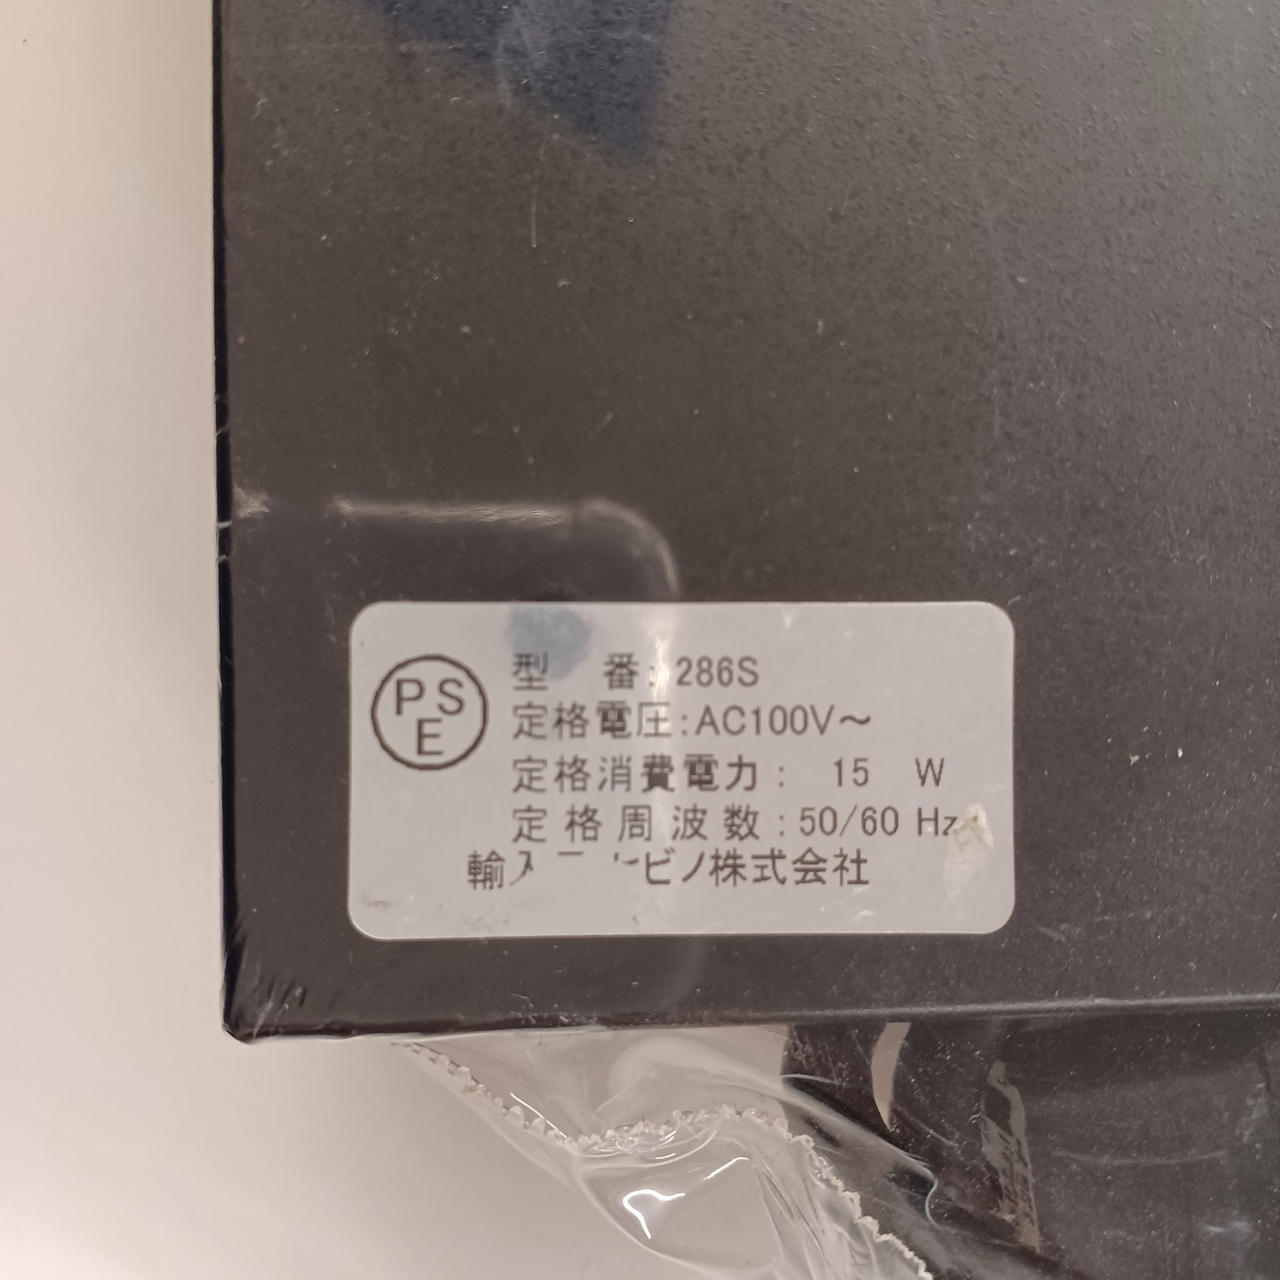 PSE
型 番: 286S
定格電圧:AC100V～
定格消費電力: 15 W
定格周波数:50/60 Hz
ビノ株式会社